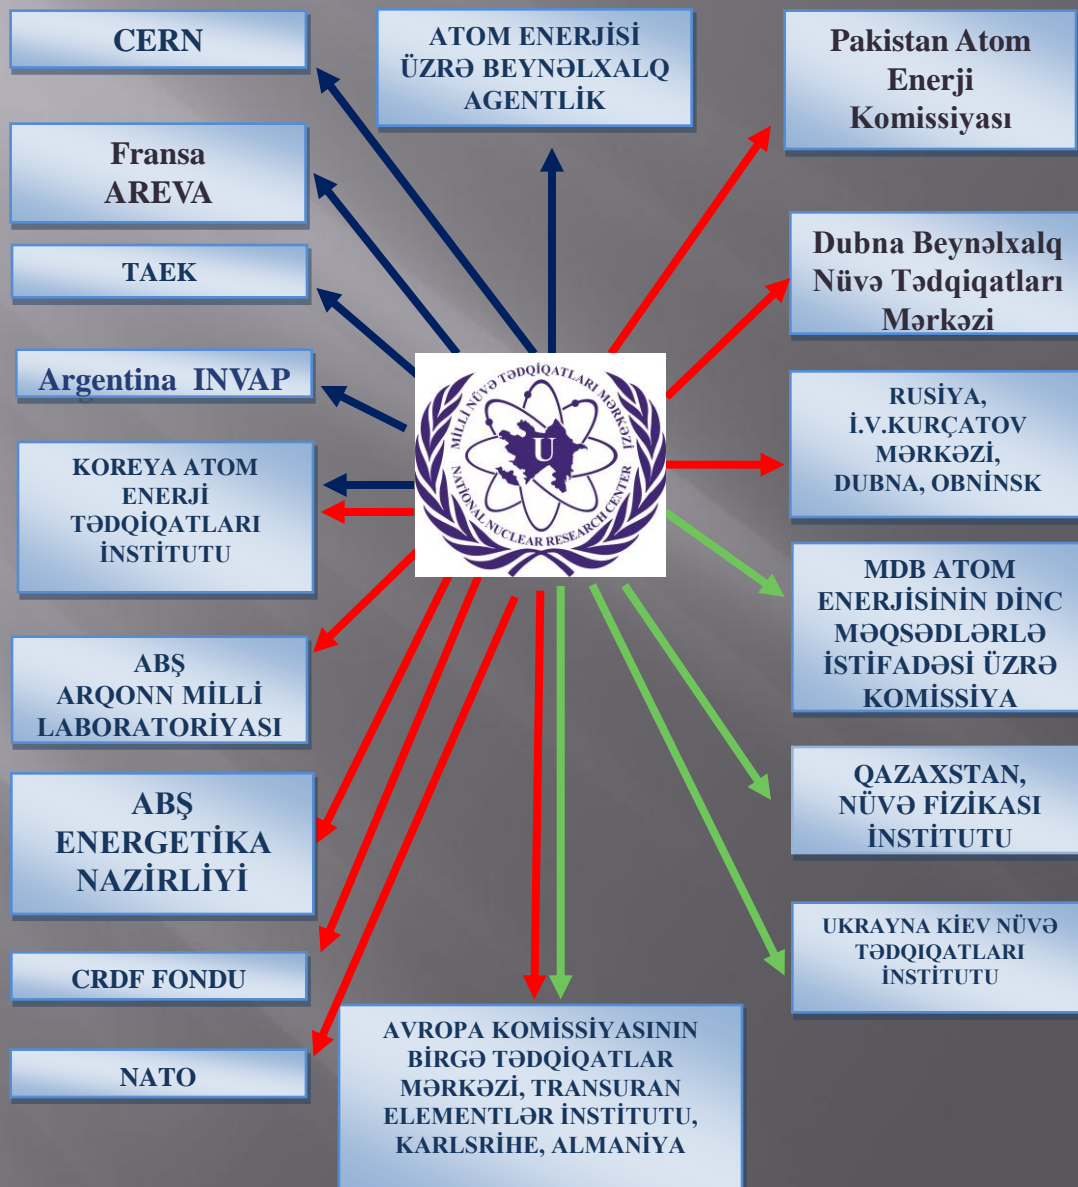 CERN
ATOM ENERJİSİ
ÜZRƏ BEYNƏLXALQ
AGENTLİK
Pakistan Atom
Enerji
Komissiyası
Fransa
AREVA
Dubna Beynəlxalq
Nüvə Tədqiqatları
Mərkəzi
TAEK
Argentina INVAP
MİLLİ NÜVƏ TƏDQİQATLARI MƏRKƏZİ
U
NATİONAL NUCLEAR RESEARCH CENTER
RUSİYA,
İ.V.KURÇATOV
MƏRKƏZİ,
DUBNA, OBNİNSK
KOREYA ATOM
ENERJİ
TƏDQİQATLARI
İNSTİTUTU
MDB ATOM
ENERJİSİNİN DİNC
MƏQSƏDLƏRLƏ
İSTİFADƏSİ ÜZRƏ
KOMİSSİYA
ABŞ
ARQONN MİLLİ
LABORATORİYASI
QAZAXSTAN,
NÜVƏ FİZİKASI
İNSTİTUTU
ABŞ
ENERGETİKA
NAZİRLİYİ
UKRAYNA KİEV NÜVƏ
TƏDQIQATLARI
İNSTİTUTU
CRDF FONDU
NATO
AVROPA KOMİSSİYASININ
BİRGƏ TƏDQİQATLAR
MƏRKƏZİ, TRANSURAN
ELEMENTLƏR İNSTİTUTU,
KARLSRİHE, ALMANİYA